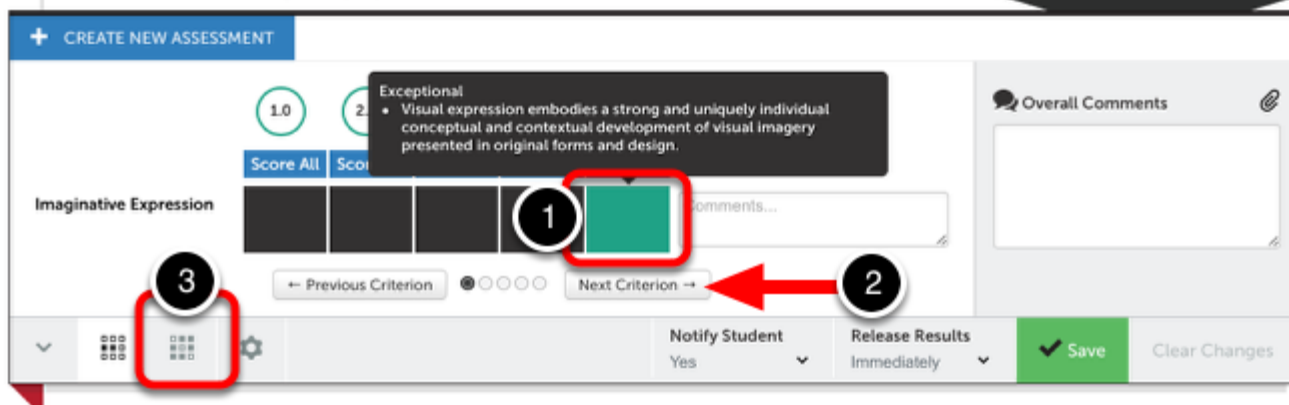 + CREATE NEW ASSESSMENT
1.0
2.
Exceptional
• Visual expression embodies a strong and uniquely individual
conceptual and contextual development of visual imagery
presented in original forms and design.
Overall Comments
Score All
Imaginative Expression
1
Comments...
← Previous Criterion
Next Criterion →
2
3
Notify Student
Yes
Release Results
Immediately
Save
Clear Changes